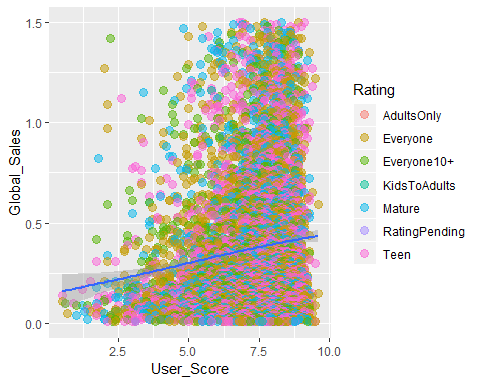 1.5
1.0
0.5
0.0
Global_Sales
2.5
5.0
7.5
10.0
User_Score
Rating
AdultsOnly
Everyone
Everyone10+
KidsToAdults
Mature
RatingPending
Teen